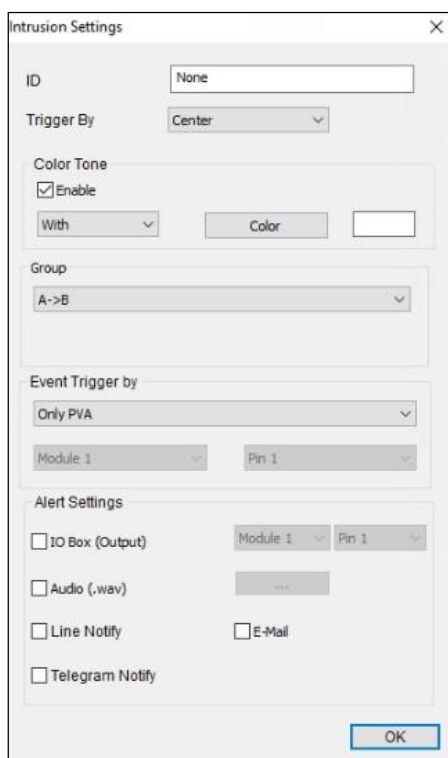 Intrusion Settings
ID
None
Trigger By
Center
Color Tone
Enable
With
Color
Group
A->B
Event Trigger by
Only PVA
Module 1
Pin 1
Alert Settings
IO Box (Output)
Module 1
Pin 1
Audio (.wav)
...
Line Notify
E-Mail
Telegram Notify
OK